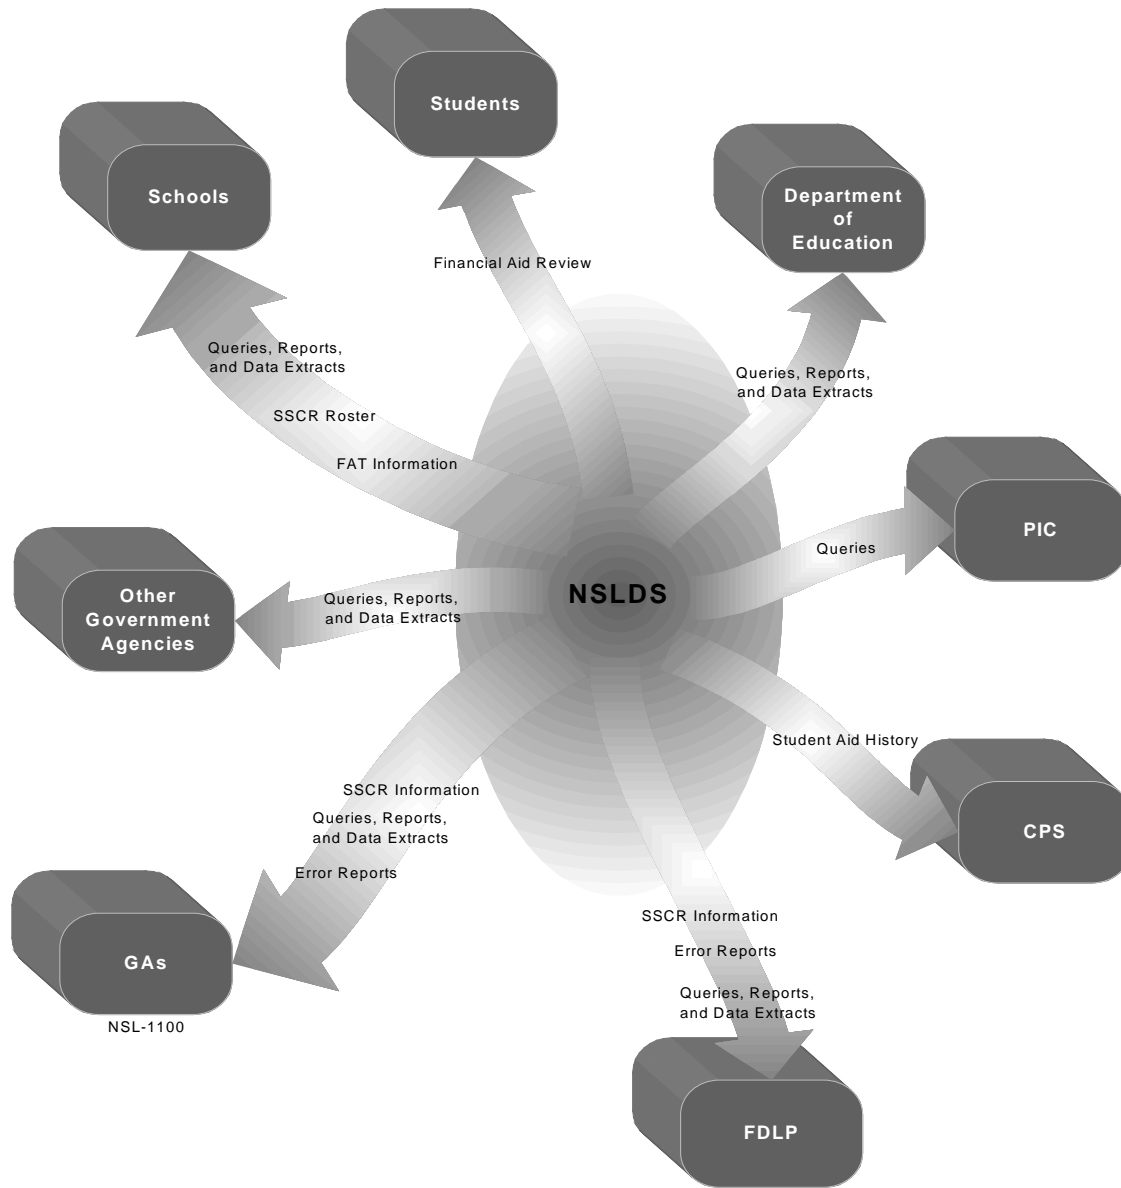 Students
Schools
Department
of
Education
Financial Aid Review
Queries, Reports,
and Data Extracts
SSCR Roster
FAT Information
Queries, Reports,
and Data Extracts
PIC
Queries
NSLDS
Other
Government
Agencies
Queries, Reports,
and Data Extracts
Student Aid History
CPS
SSCR Information
Queries, Reports,
and Data Extracts
Error Reports
GAs
NSL-1100
SSCR Information
Error Reports
Queries, Reports,
and Data Extracts
FDLP